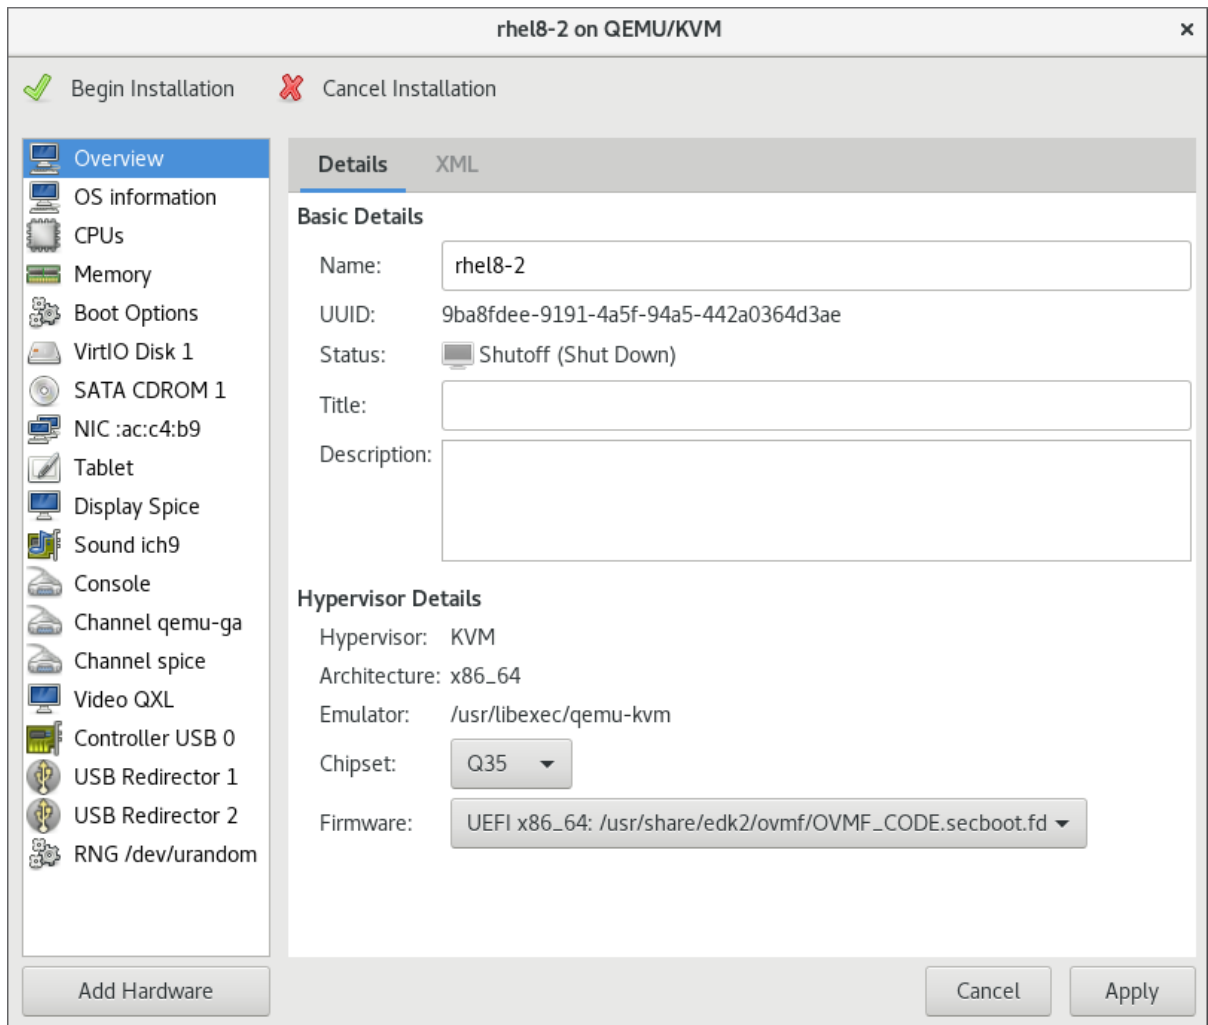 rhel8-2 on QEMU/KVM
Begin Installation
Cancel Installation
Overview
OS information
CPUs
Memory
Boot Options
VirtIO Disk 1
SATA CDROM 1
NIC :ac:c4:b9
Tablet
Display Spice
Sound ich9
Console
Channel qemu-ga
Channel spice
Video QXL
Controller USB 0
USB Redirector 1
USB Redirector 2
RNG /dev/urandom
Add Hardware
Details XML
Basic Details
Name: rhel8-2
UUID: 9ba8fdee-9191-4a5f-94a5-442a0364d3ae
Status: Shutoff (Shut Down)
Title:
Description:
Hypervisor Details
Hypervisor: KVM
Architecture: x86_64
Emulator: /usr/libexec/qemu-kvm
Chipset: Q35
Firmware: UEFI x86_64: /usr/share/edk2/ovmf/OVMF_CODE.secboot.fd
Cancel Apply